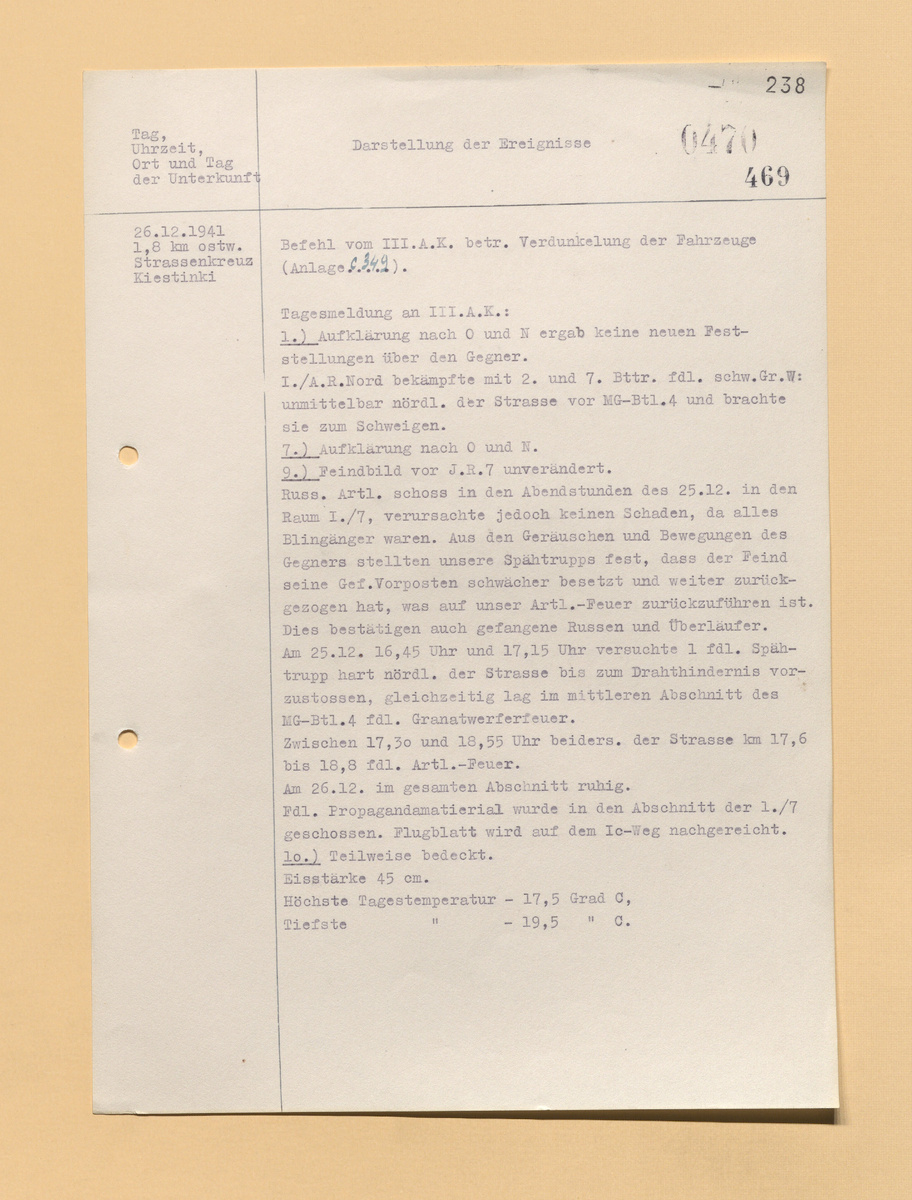 238
Tag,
Uhrzeit,
Ort und Tag
der Unterkunft
Darstellung der Ereignisse
0470
469
26.12.1941
1,8 km ostw.
Strassenkreuz
Kiestinki
Befehl vom III.A.K. betr. Verdunkelung der Fahrzeuge
(Anlage C.349).
Tagesmeldung an III.A.K.:
1.) Aufklärung nach O und N ergab keine neuen Fest-
stellungen über den Gegner.
I./A.R.Nord bekämpfte mit 2. und 7. Bttr. fdl. schw.Gr.W:
unmittelbar nördl. der Strasse vor MG-Btl.4 und brachte
sie zum Schweigen.
7.) Aufklärung nach O und N.
9.) Feindbild vor J.R.7 unverändert.
Russ. Artl. schoss in den Abendstunden des 25.12. in den
Raum I./7, verursachte jedoch keinen Schaden, da alles
Blingänger waren. Aus den Geräuschen und Bewegungen des
Gegners stellten unsere Spähtrupps fest, dass der Feind
seine Gef.Vorposten schwächer besetzt und weiter zurück-
gezogen hat, was auf unser Artl.-Feuer zurückzuführen ist.
Dies bestätigen auch gefangene Russen und Überläufer.
Am 25.12. 16,45 Uhr und 17,15 Uhr versuchte 1 fdl. Späh-
trupp hart nördl. der Strasse bis zum Drahthindernis vor-
zustossen, gleichzeitig lag im mittleren Abschnitt des
MG-Btl.4 fdl. Granatwerferfeuer.
Zwischen 17,3o und 18,55 Uhr beiders. der Strasse km 17,6
bis 18,8 fdl. Artl.-Feuer.
Am 26.12. im gesamten Abschnitt ruhig.
Fdl. Propagandamatierial wurde in den Abschnitt der 1./7
geschossen. Flugblatt wird auf dem Ic-Weg nachgereicht.
1o.) Teilweise bedeckt.
Eisstärke 45 cm.
Höchste Tagestemperatur - 17,5 Grad C,
Tiefste " - 19,5 " C.